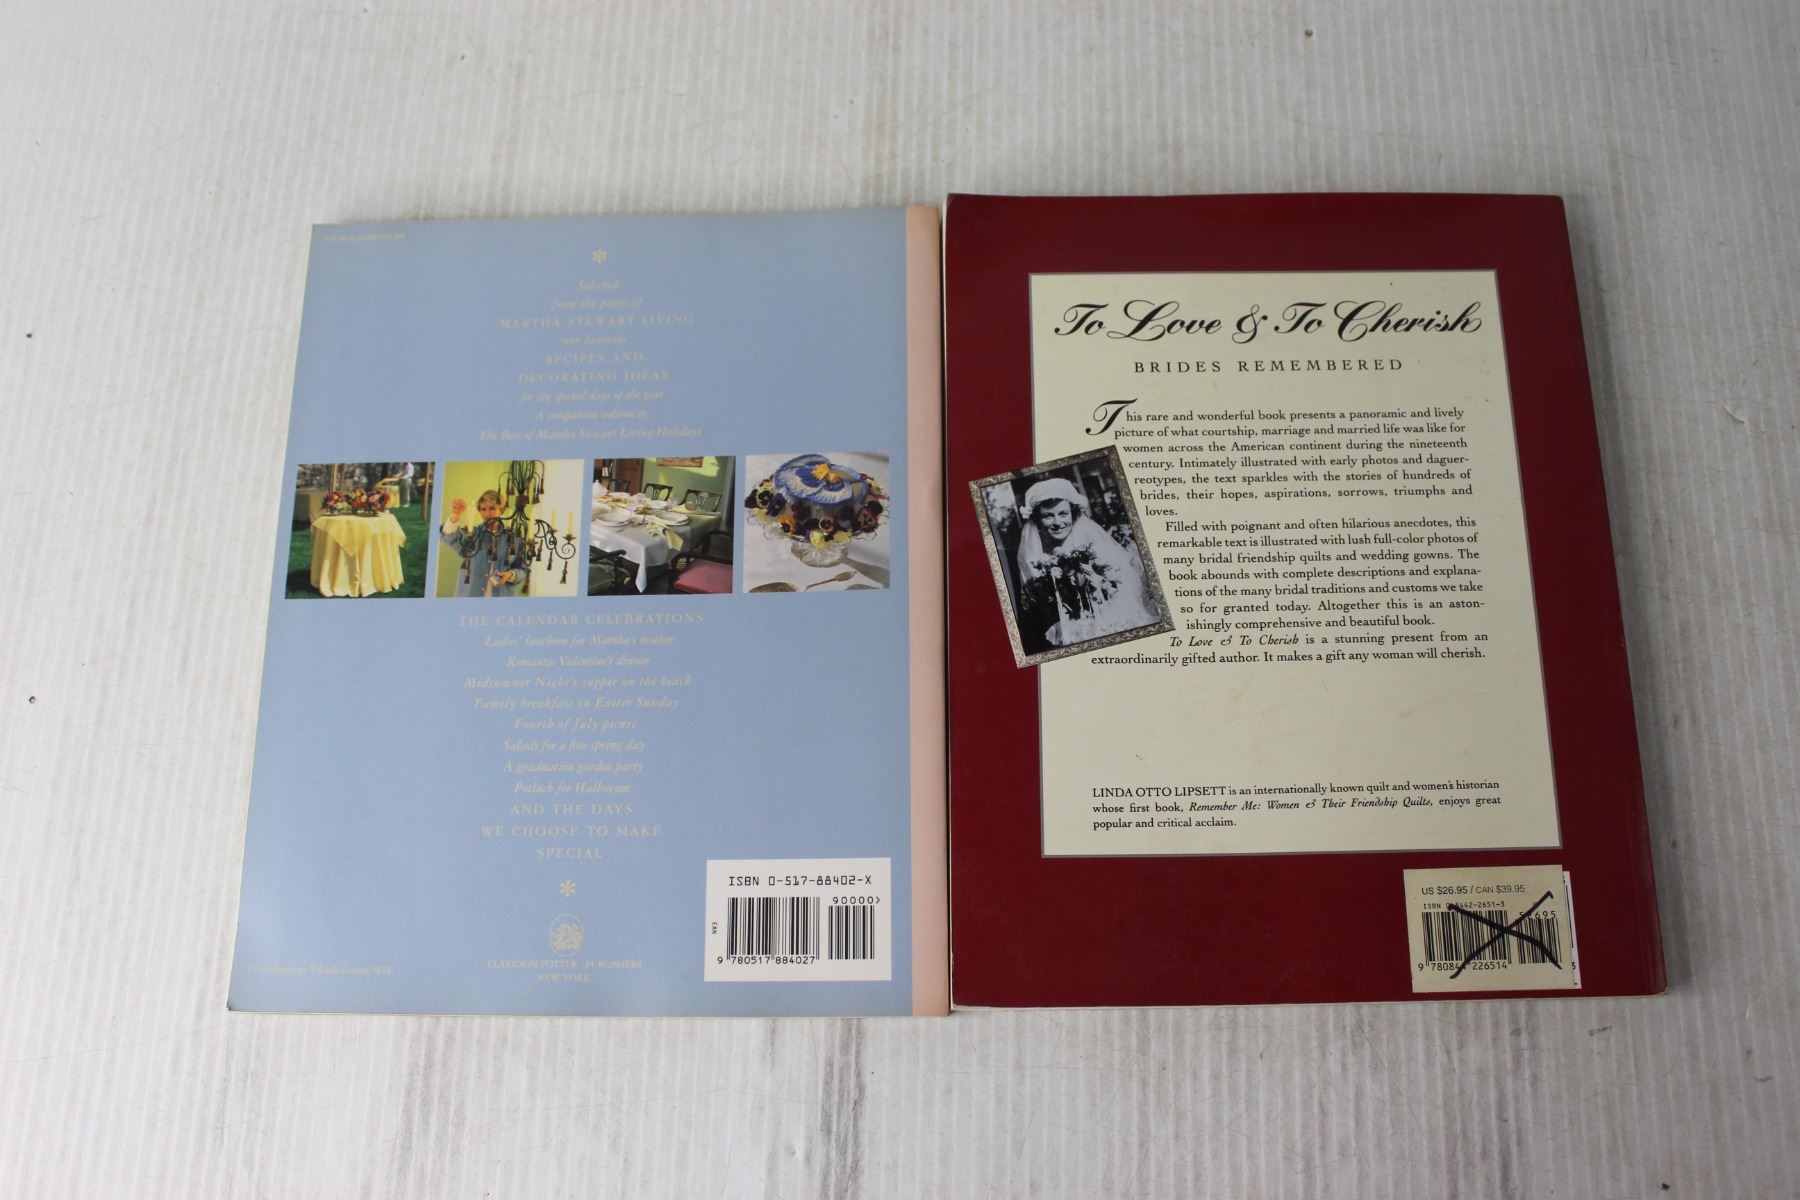 *
Selected
from the pages of
MARTHA STEWART LIVING
our favorite
RECIPES AND
DECORATING IDEAS
for the special days of the year
A companion volume to
The Best of Martha Stewart Living Holidays
THE CALENDAR CELEBRATIONS
Ladies' luncheon for Martha's mother
Romantic Valentine's dinner
Midsummer Night's supper on the beach
Family breakfast on Easter Sunday
Fourth of July picnic
Salads for a fine spring day
A graduation garden party
Potluck for Halloween
AND THE DAYS
WE CHOOSE TO MAKE
SPECIAL
*
CLARKSON POTTER · PUBLISHERS
NEW YORK
ISBN 0-517-88402-X
90000>
EAN
9 780517 884027
To Love & To Cherish
BRIDES REMEMBERED
This rare and wonderful book presents a panoramic and lively
picture of what courtship, marriage and married life was like for
women across the American continent during the nineteenth
century. Intimately illustrated with early photos and daguer-
reotypes, the text sparkles with the stories of hundreds of
brides, their hopes, aspirations, sorrows, triumphs and
loves.
Filled with poignant and often hilarious anecdotes, this
remarkable text is illustrated with lush full-color photos of
many bridal friendship quilts and wedding gowns. The
book abounds with complete descriptions and explana-
tions of the many bridal traditions and customs we take
so for granted today. Altogether this is an aston-
ishingly comprehensive and beautiful book.
To Love & To Cherish is a stunning present from an
extraordinarily gifted author. It makes a gift any woman will cherish.
LINDA OTTO LIPSETT is an internationally known quilt and women's historian
whose first book, Remember Me: Women & Their Friendship Quilts, enjoys great
popular and critical acclaim.
US $26.95 / CAN $39.95
ISBN 0-8442-2651-3
52695
9 780844 226514